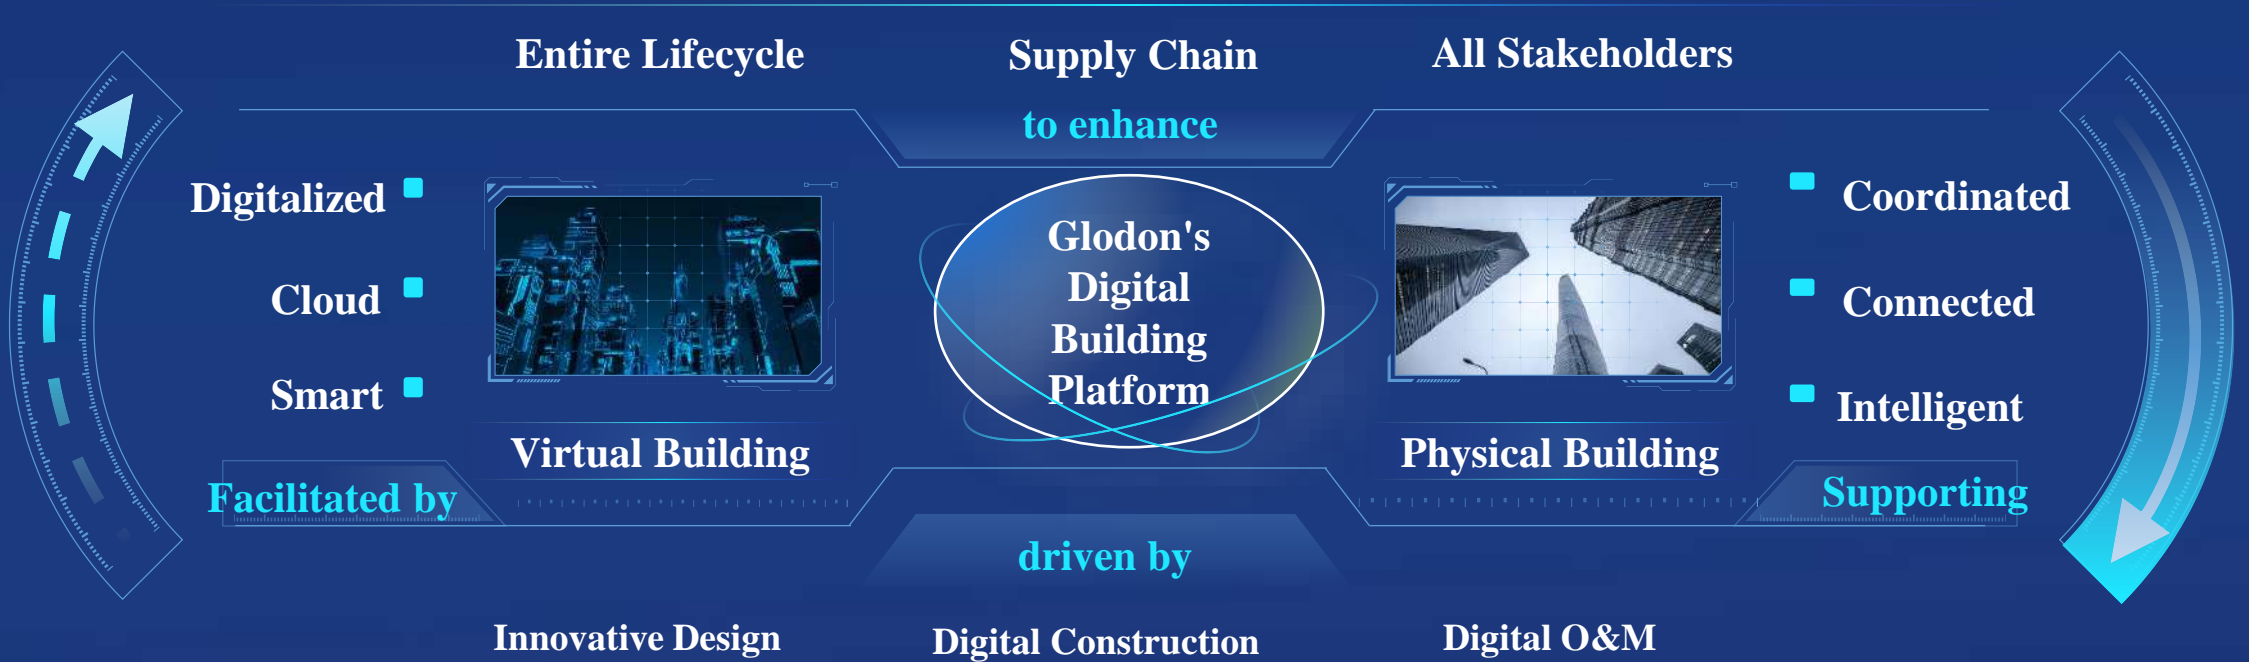 Entire Lifecycle
Supply Chain
All Stakeholders
to enhance
Digitalized
Cloud
Smart
Facilitated by
Virtual Building
Glodon's
Digital
Building
Platform
Physical Building
Coordinated
Connected
Intelligent
Supporting
driven by
Innovative Design
Digital Construction
Digital O&M